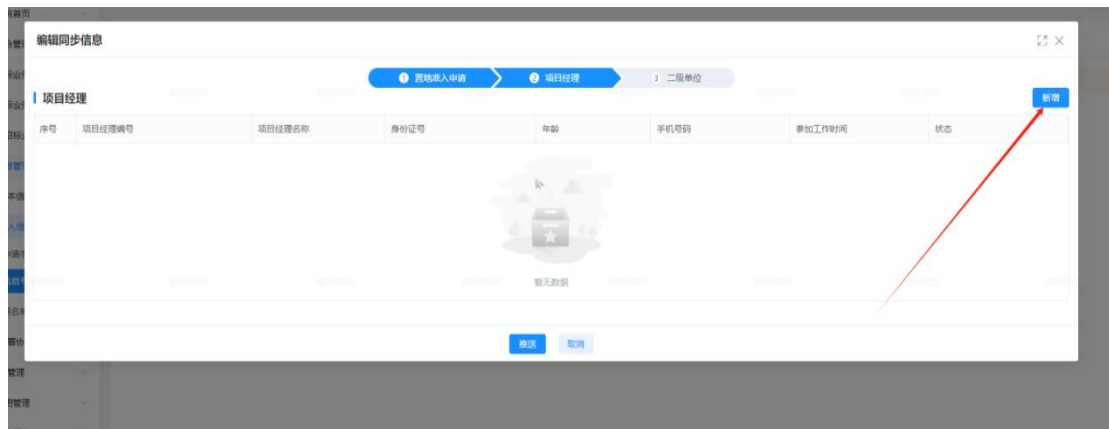 编辑同步信息
1 置地准入申请
2 项目经理
3 二级单位
项目经理
新增
序号 项目经理编号 项目经理名称 身份证号 年龄 手机号码 参加工作时间 状态
暂无数据
推送 取消
管理